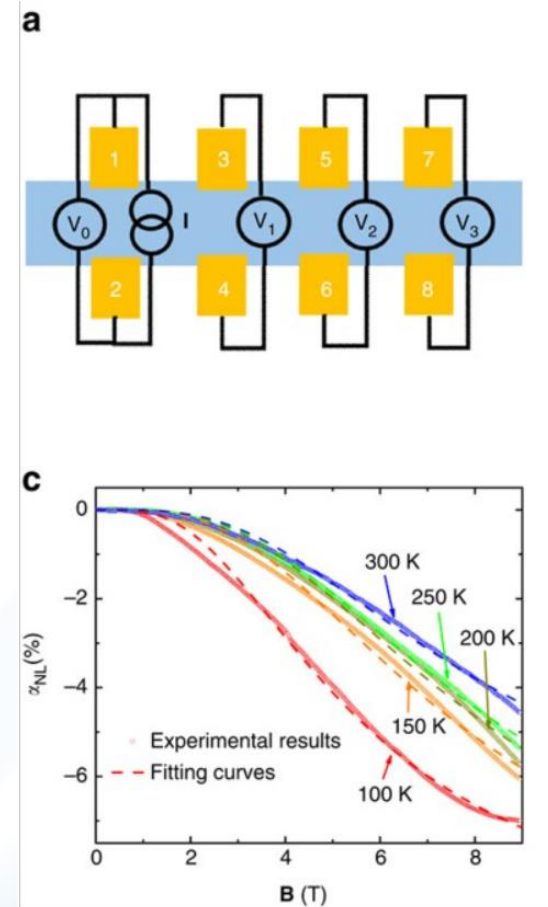 a
1 3 5 7
V₀ I V₁ V₂ V₃
2 4 6 8
c
0
−2
−4
−6
αNL(%)
300 K
250 K
200 K
150 K
100 K
Experimental results
Fitting curves
0 2 4 6 8
B (T)